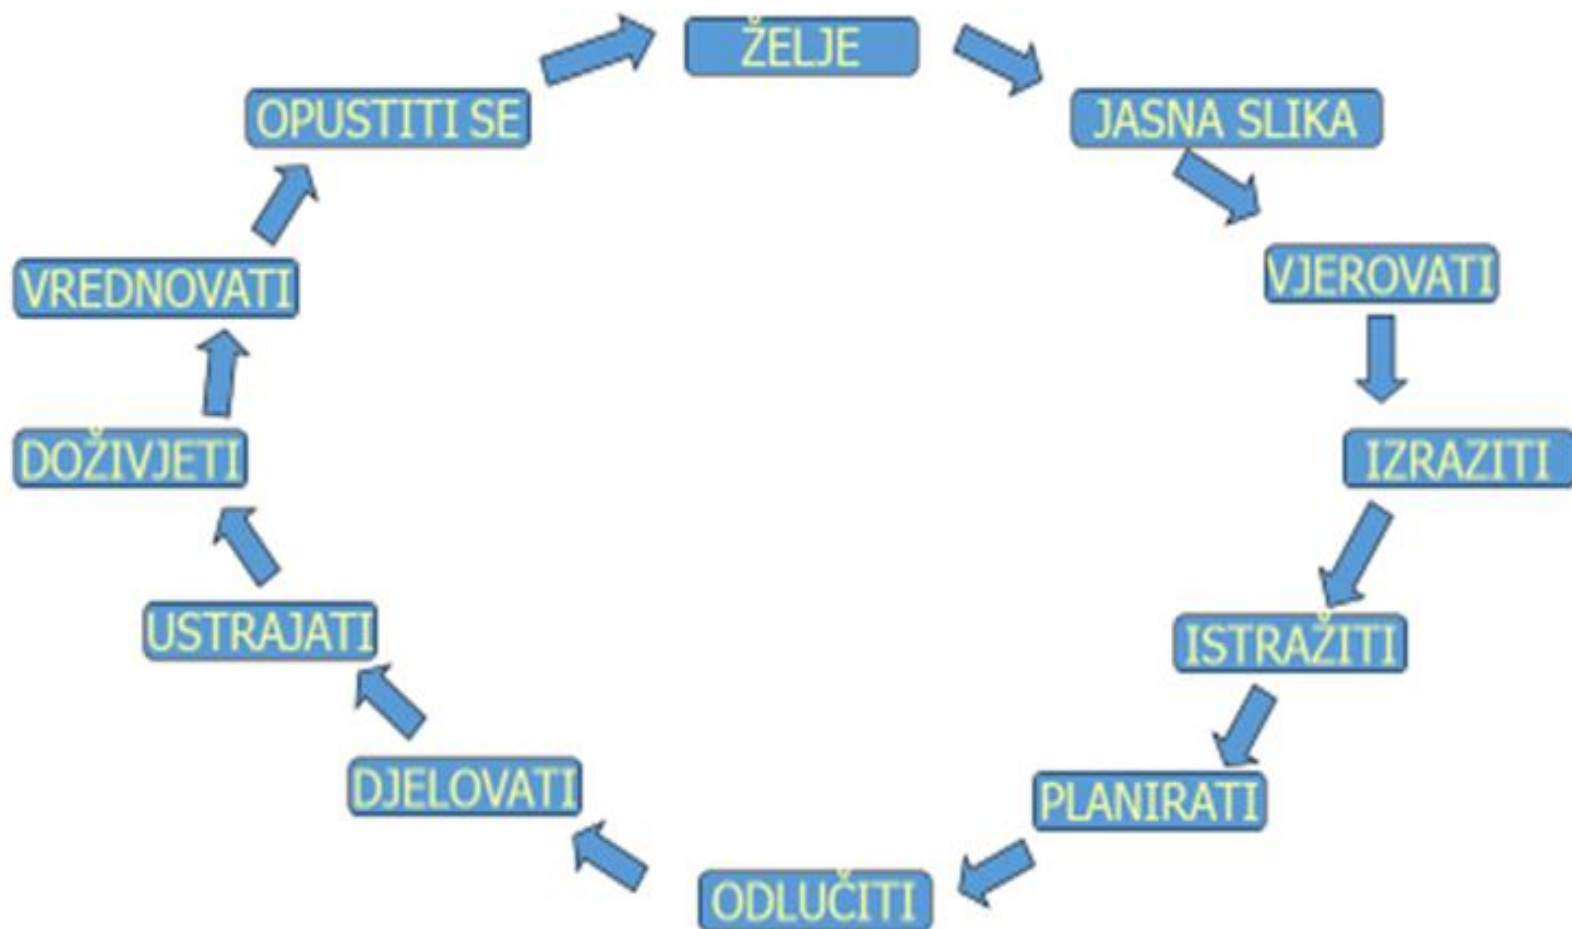 ŽELJE
JASNA SLIKA
VJEROVATI
IZRAZITI
ISTRAŽITI
PLANIRATI
ODLUČITI
DJELOVATI
USTRAJATI
DOŽIVJETI
VREDNOVATI
OPUSTITI SE